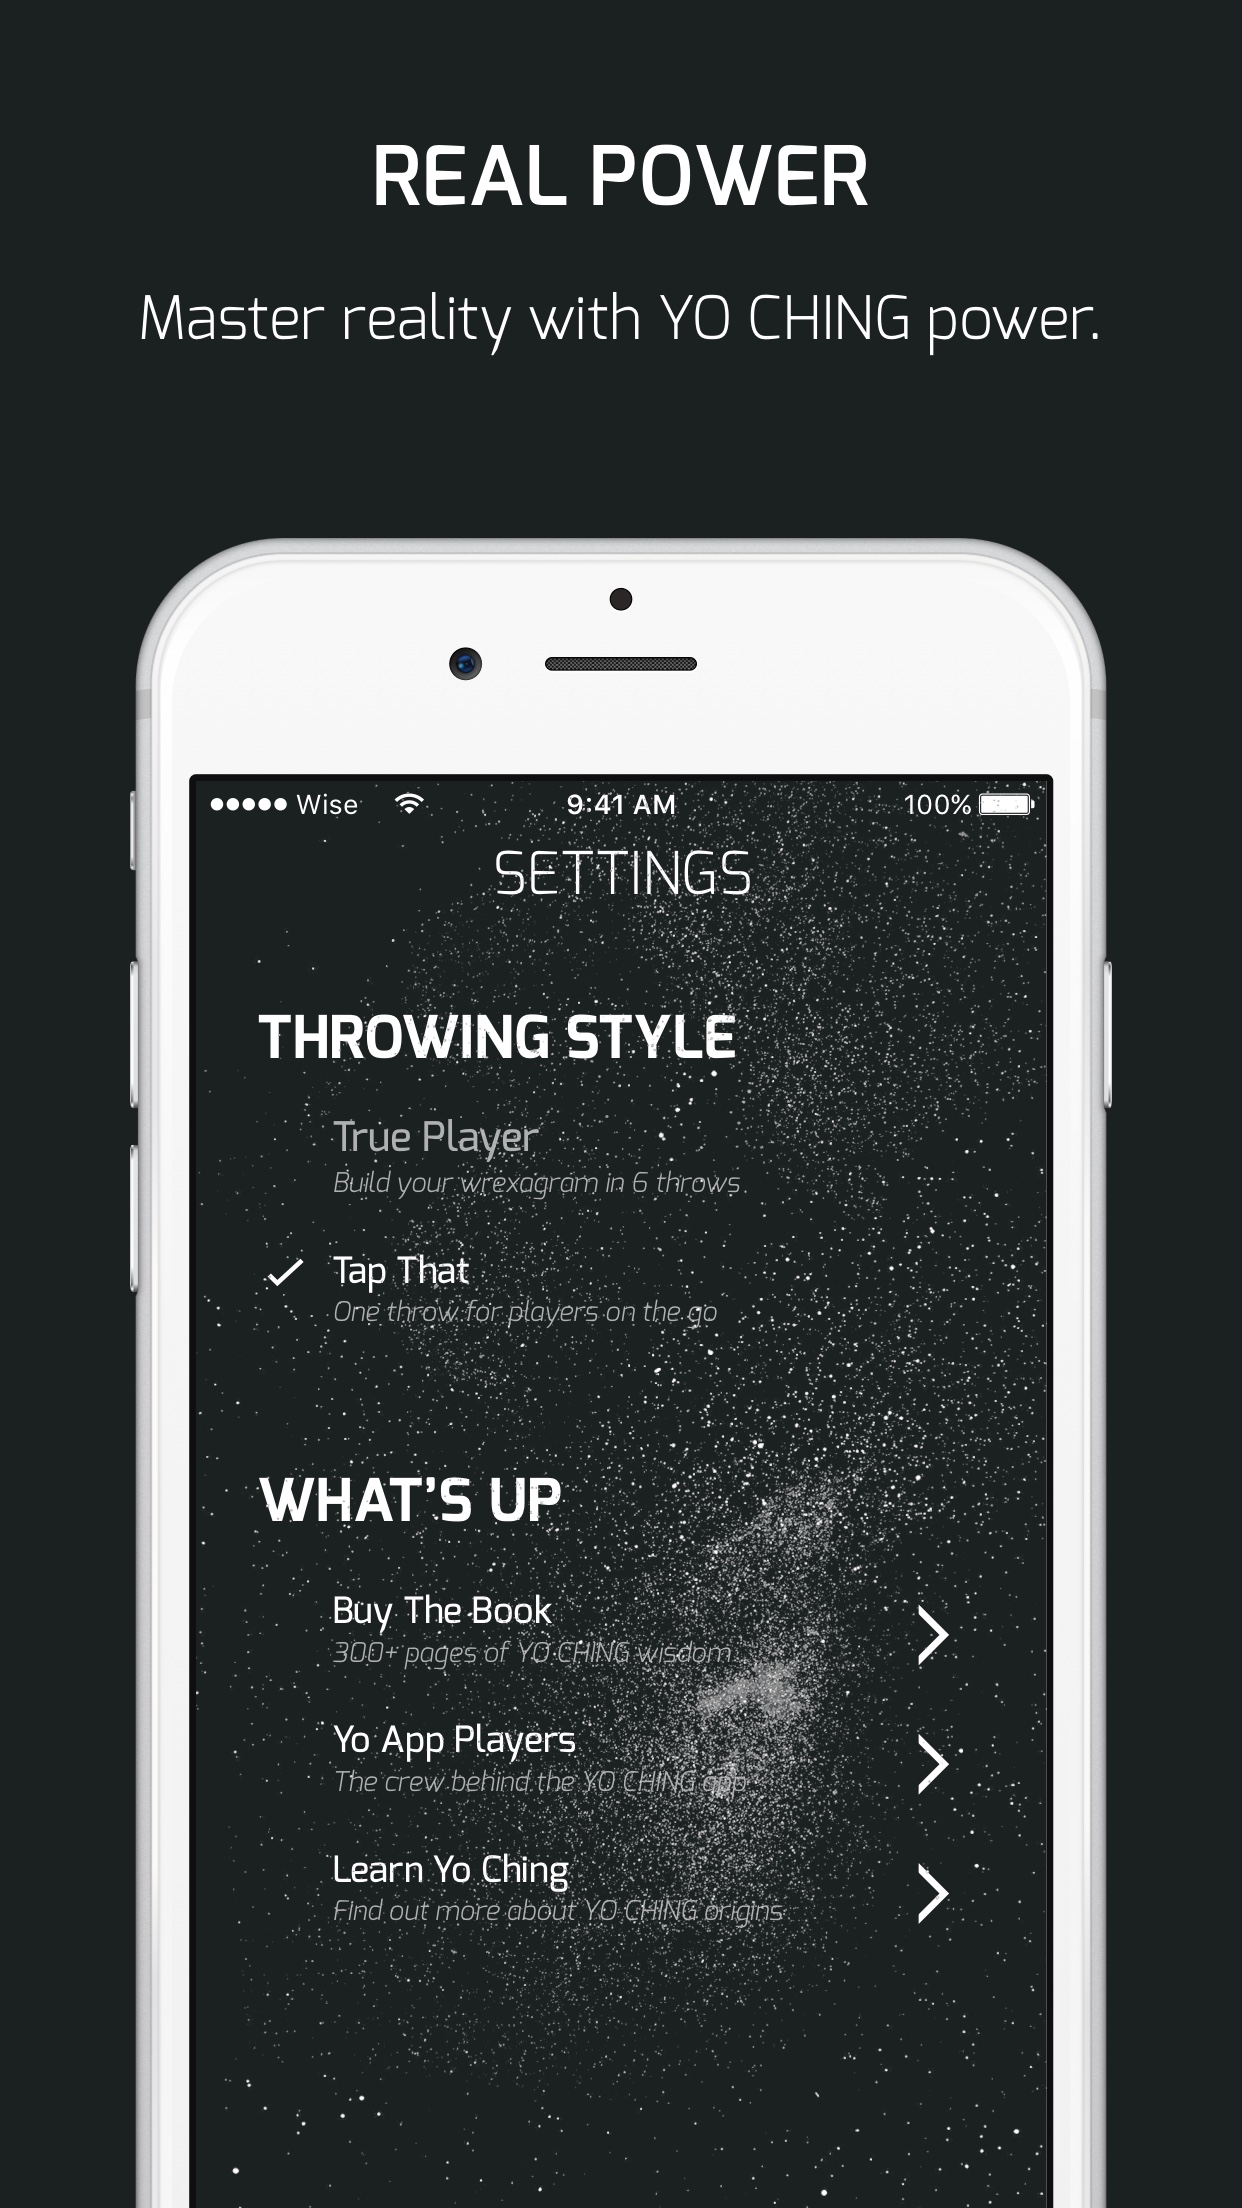 REAL POWER
Master reality with YO CHING power.
Wise
9:41 AM
100%
SETTINGS
THROWING STYLE
True Player
Build your wrexagram in 6 throws
Tap That
One throw for players on the go
WHAT'S UP
Buy The Book
300+ pages of YO CHING wisdom
Yo App Players
The crew behind the YO CHING app
Learn Yo Ching
Find out more about YO CHING origins